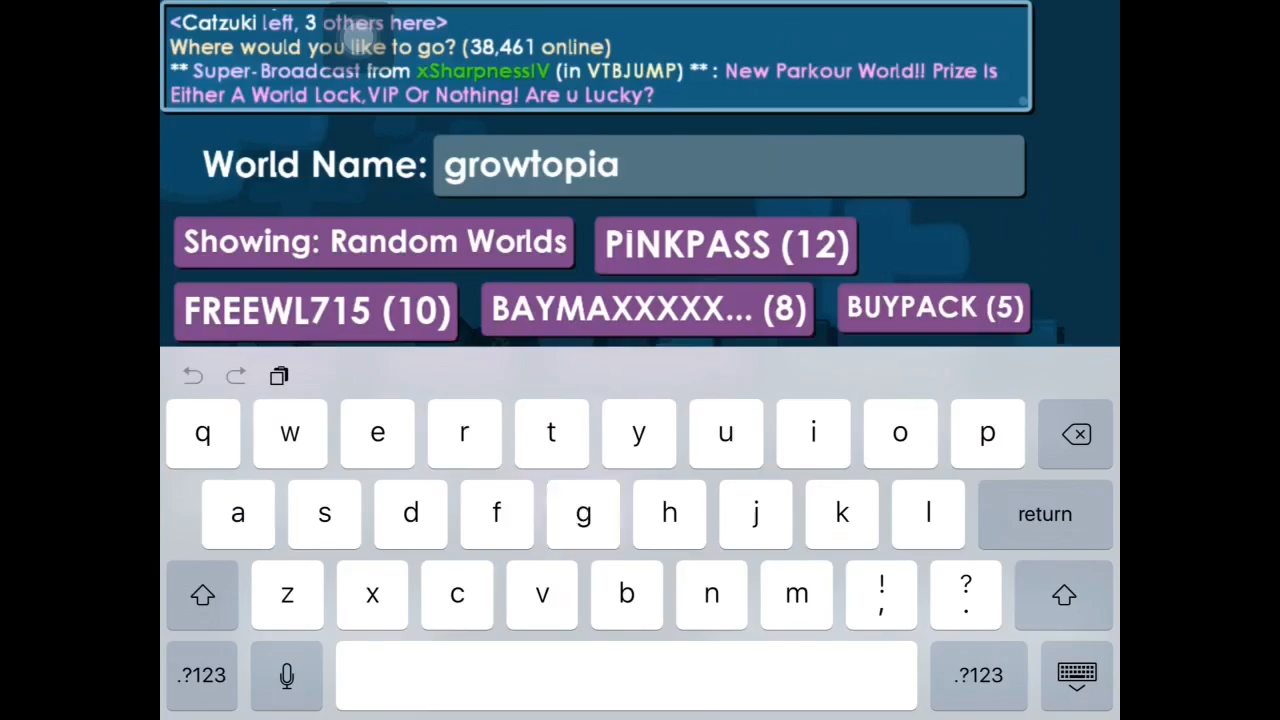 <Catzuki left, 3 others here>
Where would you like to go? (38,461 online)
** Super-Broadcast from xSharpnessIV (in VTBJUMP) ** : New Parkour World!! Prize Is
Either A World Lock,VIP Or Nothing! Are u Lucky?
World Name: growtopia
Showing: Random Worlds PINKPASS (12)
FREEWL715 (10) BAYMAXXXXX... (8) BUYPACK (5)
q w e r t y u i o p
a s d f g h j k l return
z x c v b n m ! , ? .
.?123 .?123